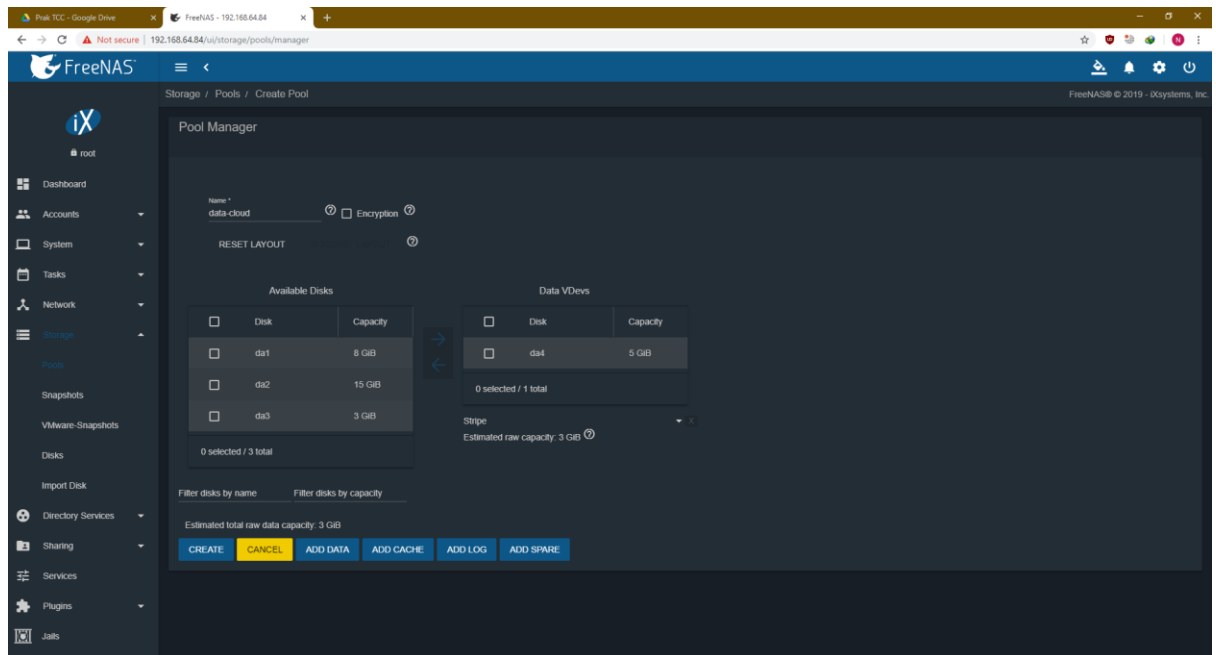 Prak TCC - Google Drive
FreeNAS - 192.168.64.84
Not secure
192.168.64.84/ui/storage/pools/manager
N
FreeNAS®
Storage / Pools / Create Pool
FreeNAS® © 2019 - iXsystems, Inc.
iX
root
Dashboard
Accounts
System
Tasks
Network
Storage
Pools
Snapshots
VMware-Snapshots
Disks
Import Disk
Directory Services
Sharing
Services
Plugins
Jails
Pool Manager
Name *
data-cloud
Encryption
RESET LAYOUT
Available Disks
Disk Capacity
da1 8 GiB
da2 15 GiB
da3 3 GiB
0 selected / 3 total
Data VDevs
Disk Capacity
da4 5 GiB
0 selected / 1 total
Stripe
X
Estimated raw capacity: 3 GiB
Filter disks by name Filter disks by capacity
Estimated total raw data capacity: 3 GiB
CREATE CANCEL ADD DATA ADD CACHE ADD LOG ADD SPARE